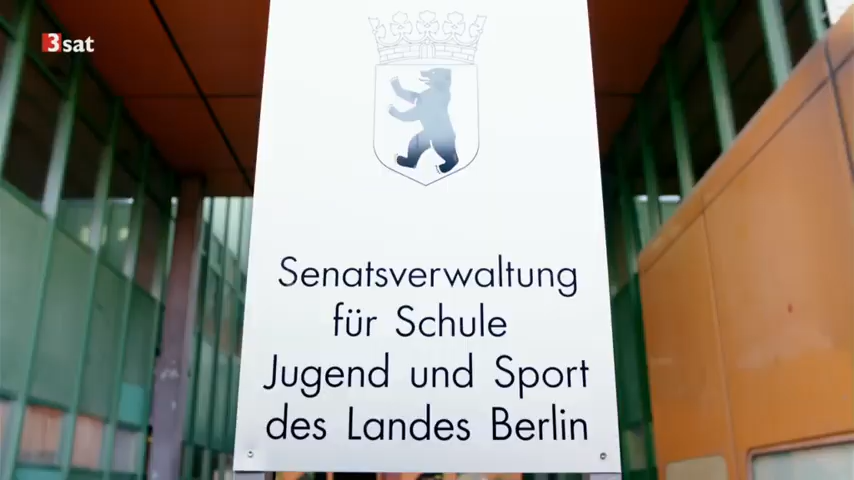 3sat
Senatsverwaltung
für Schule
Jugend und Sport
des Landes Berlin